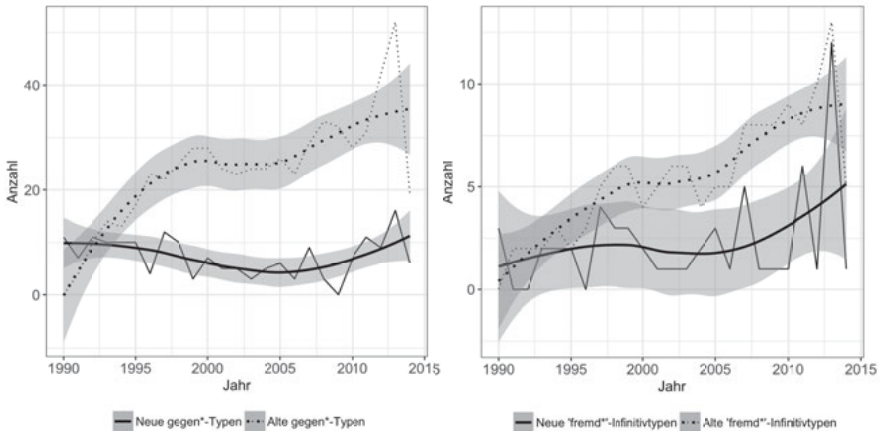 Anzahl
40
20
0
1990
1995
2000
2005
2010
2015
Jahr
Neue gegen*-Typen
Alte gegen*-Typen
Anzahl
10
5
0
1990
1995
2000
2005
2010
2015
Jahr
Neue 'fremd*'-Infinitivtypen
Alte 'fremd*'-Infinitivtypen